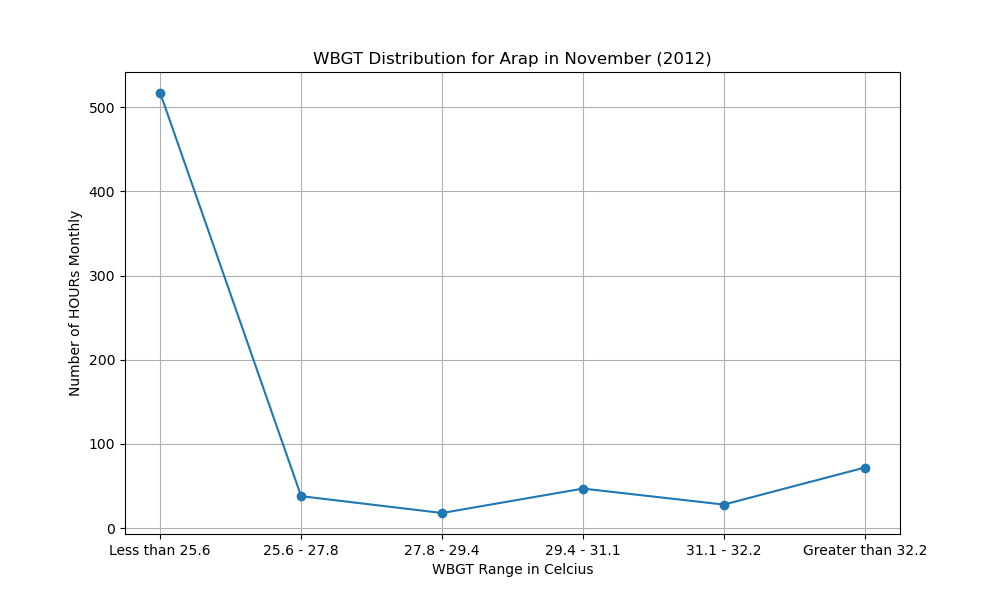 WBGT Distribution for Arap in November (2012)
Number of HOURs Monthly
500
400
300
200
100
0
Less than 25.6
25.6 - 27.8
27.8 - 29.4
29.4 - 31.1
31.1 - 32.2
Greater than 32.2
WBGT Range in Celcius